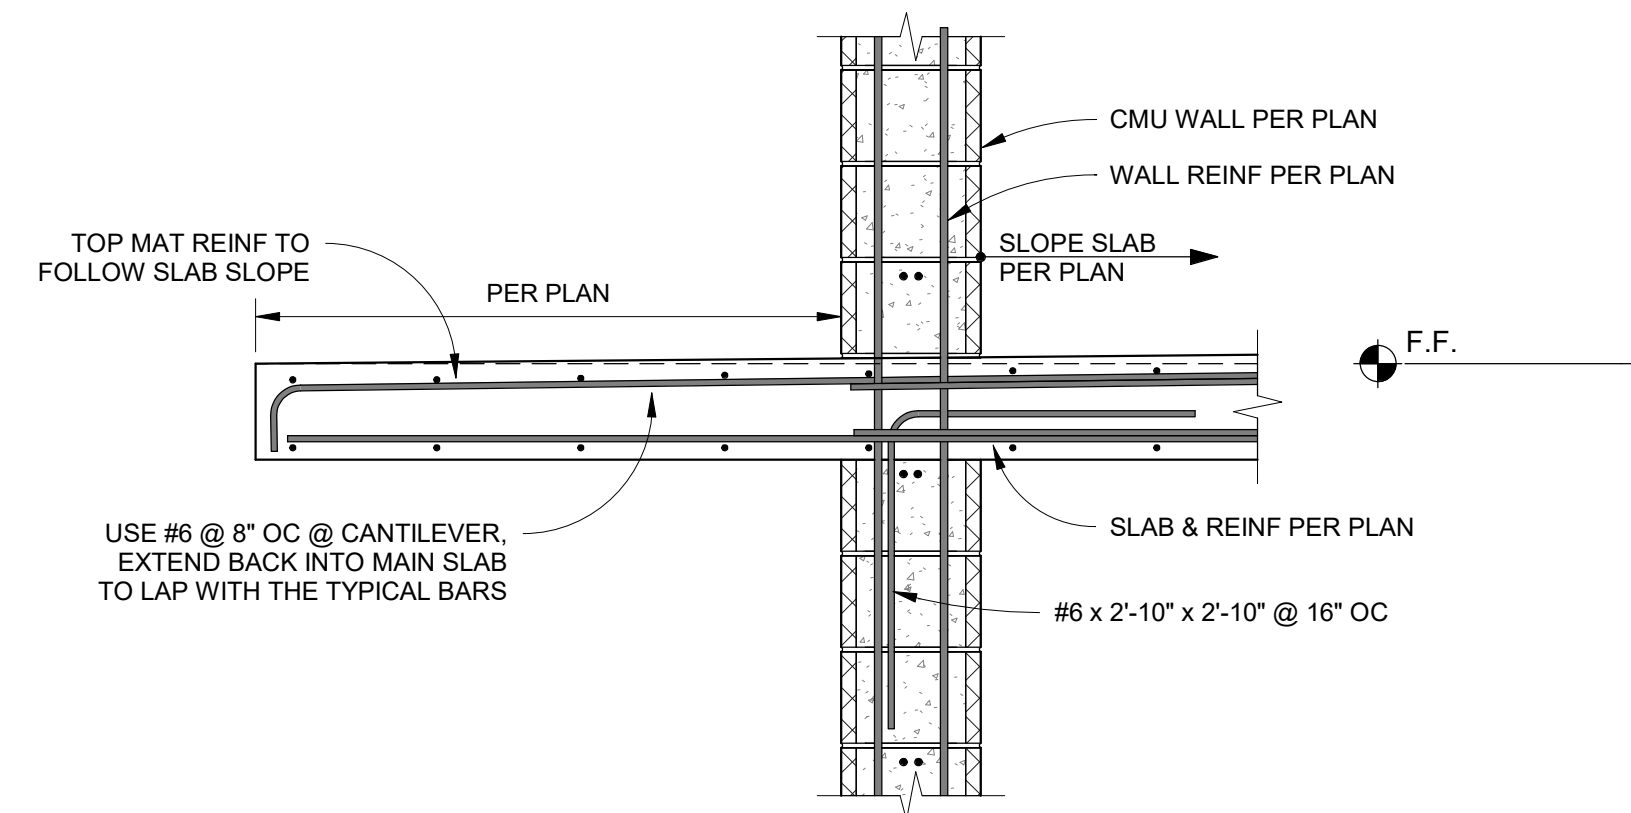 CMU WALL PER PLAN
WALL REINF PER PLAN
TOP MAT REINF TO
FOLLOW SLAB SLOPE
SLOPE SLAB
PER PLAN
PER PLAN
F.F.
USE #6 @ 8" OC @ CANTILEVER,
EXTEND BACK INTO MAIN SLAB
TO LAP WITH THE TYPICAL BARS
SLAB & REINF PER PLAN
#6 x 2'-10" x 2'-10" @ 16" OC